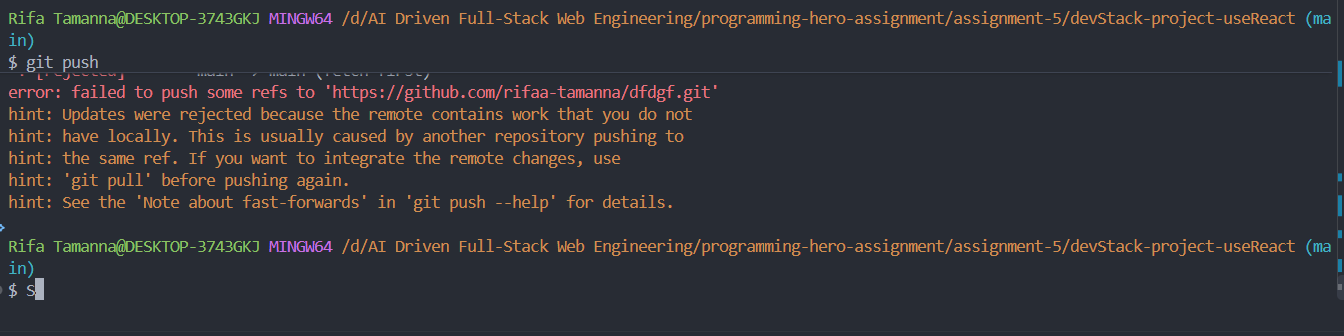 Rifa Tamanna@DESKTOP-3743GKJ MINGW64 /d/AI Driven Full-Stack Web Engineering/programming-hero-assignment/assignment-5/devStack-project-useReact (ma
in)
$ git push
! [rejected] main -> main (fetch first)
error: failed to push some refs to 'https://github.com/rifaa-tamanna/dfdgf.git'
hint: Updates were rejected because the remote contains work that you do not
hint: have locally. This is usually caused by another repository pushing to
hint: the same ref. If you want to integrate the remote changes, use
hint: 'git pull' before pushing again.
hint: See the 'Note about fast-forwards' in 'git push --help' for details.
Rifa Tamanna@DESKTOP-3743GKJ MINGW64 /d/AI Driven Full-Stack Web Engineering/programming-hero-assignment/assignment-5/devStack-project-useReact (ma
in)
$ S